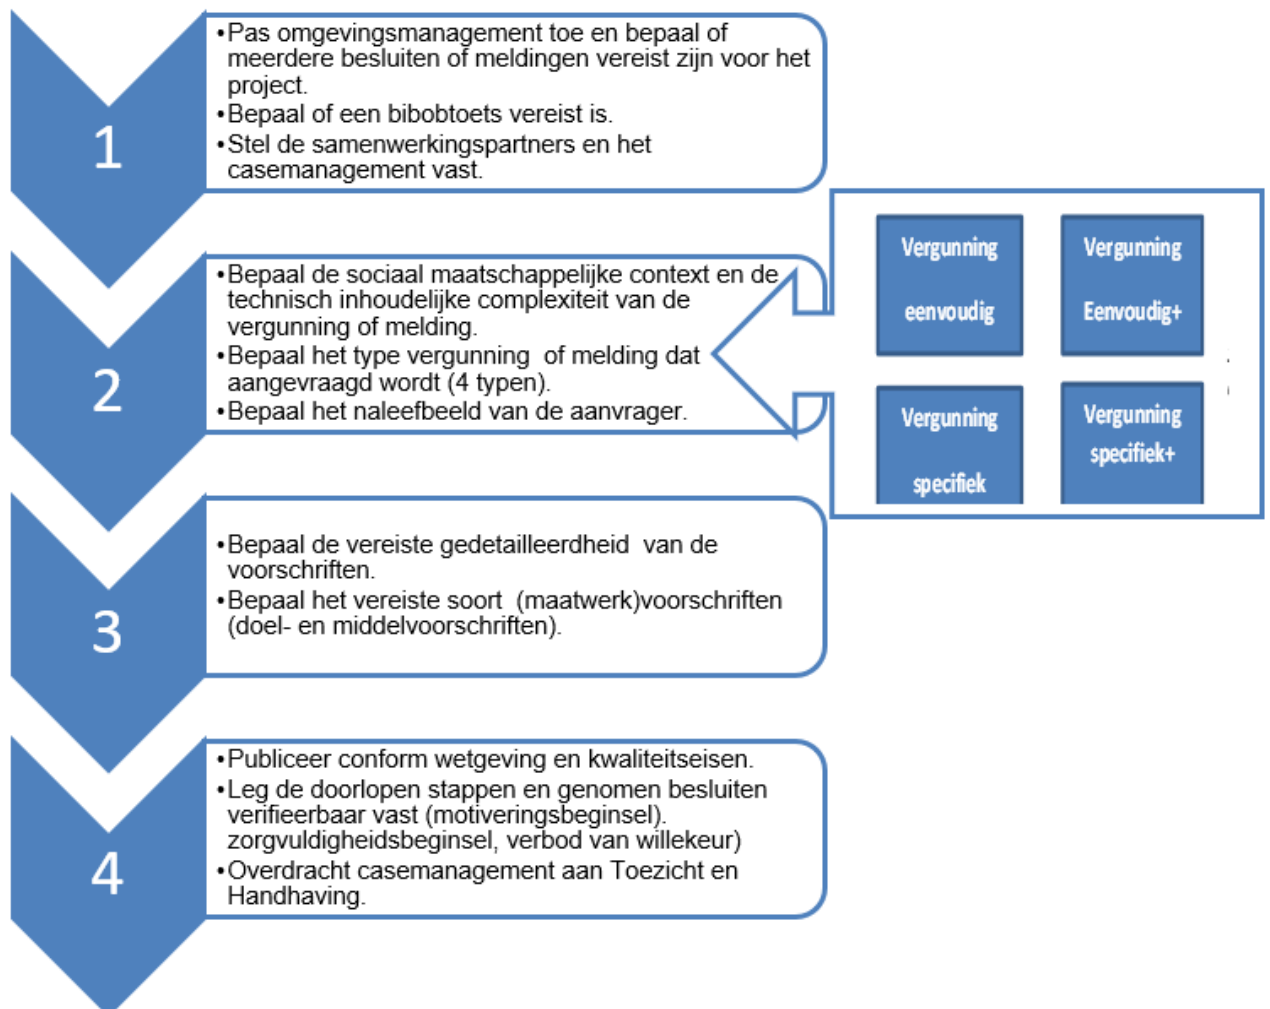 1
•Pas omgevingsmanagement toe en bepaal of
meerdere besluiten of meldingen vereist zijn voor het
project.
•Bepaal of een bibobtoets vereist is.
•Stel de samenwerkingspartners en het
casemanagement vast.
2
•Bepaal de sociaal maatschappelijke context en de
technisch inhoudelijke complexiteit van de
vergunning of melding.
•Bepaal het type vergunning  of melding dat
aangevraagd wordt (4 typen).
•Bepaal het naleefbeeld van de aanvrager.
Vergunning
eenvoudig
Vergunning
Eenvoudig+
Vergunning
specifiek
Vergunning
specifiek+
3
•Bepaal de vereiste gedetailleerdheid  van de
voorschriften.
•Bepaal het vereiste soort  (maatwerk)voorschriften
(doel- en middelvoorschriften).
4
•Publiceer conform wetgeving en kwaliteitseisen.
•Leg de doorlopen stappen en genomen besluiten
verifieerbaar vast (motiveringsbeginsel).
zorgvuldigheidsbeginsel, verbod van willekeur)
•Overdracht casemanagement aan Toezicht en
Handhaving.